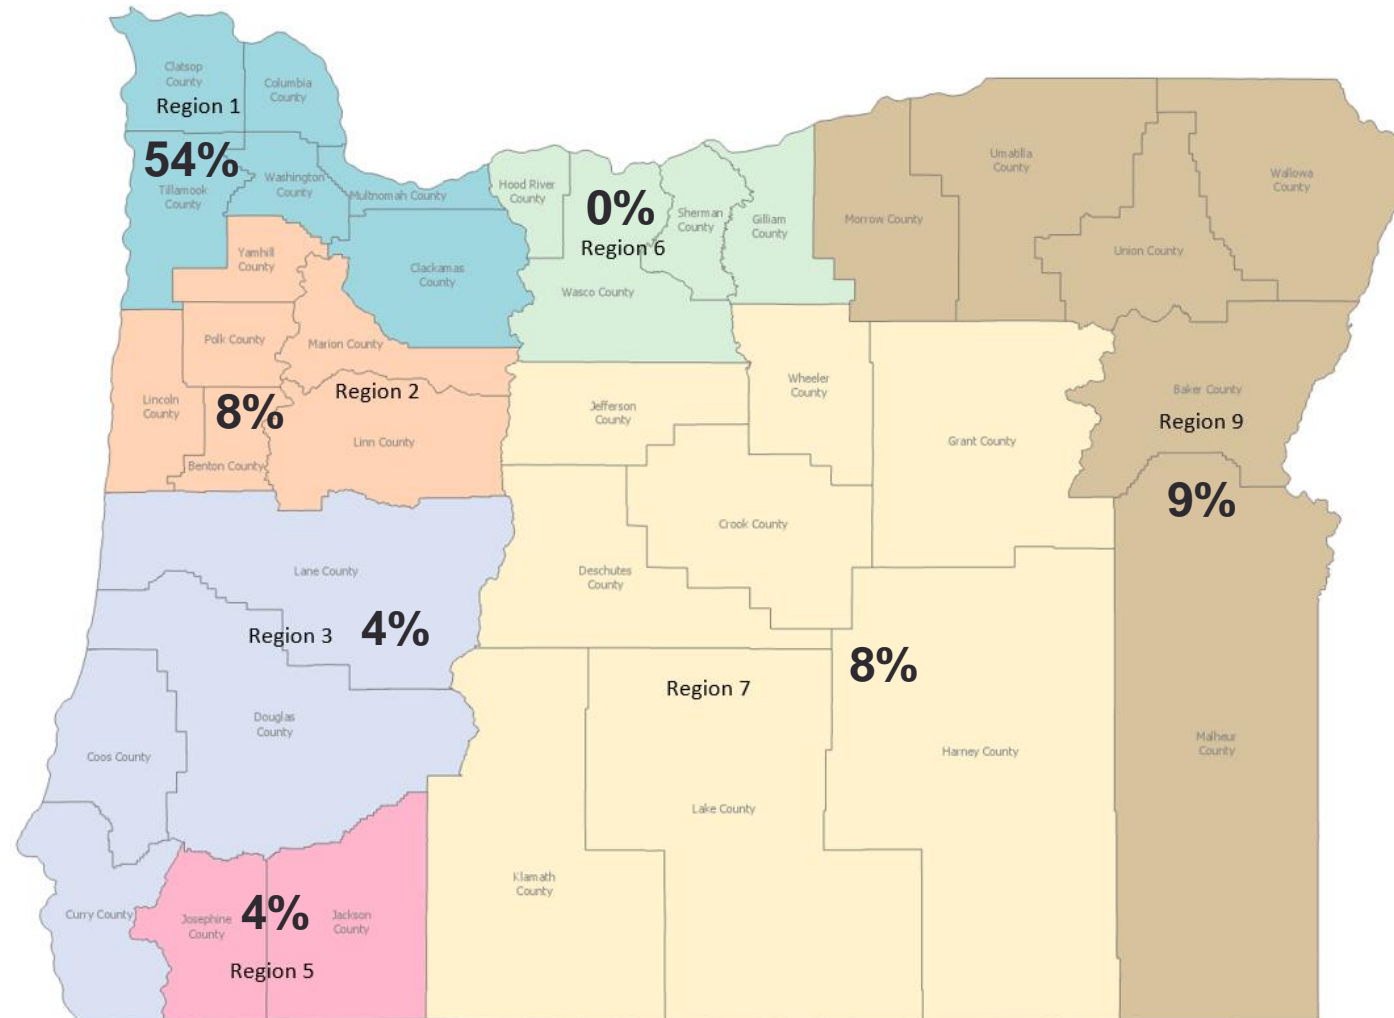 Clatsop
County
Columbia
County
Region 1
54%
Tillamook
County
Washington
County
Multnomah County
Clackamas
County
Hood River
County
0%
Region 6
Sherman
County
Gilliam
County
Wasco County
Morrow County
Umatilla
County
Union County
Wallowa
County
Yamhill
County
Polk County
Marion County
Lincoln
County
8%
Region 2
Benton County
Linn County
Jefferson
County
Wheeler
County
Grant County
Baker County
Region 9
9%
Crook County
Deschutes
County
Lane County
Region 3
4%
Douglas
County
Coos County
Region 7
8%
Harney County
Malheur
County
Lake County
Klamath
County
Curry County
Josephine
County
4%
Jackson
County
Region 5